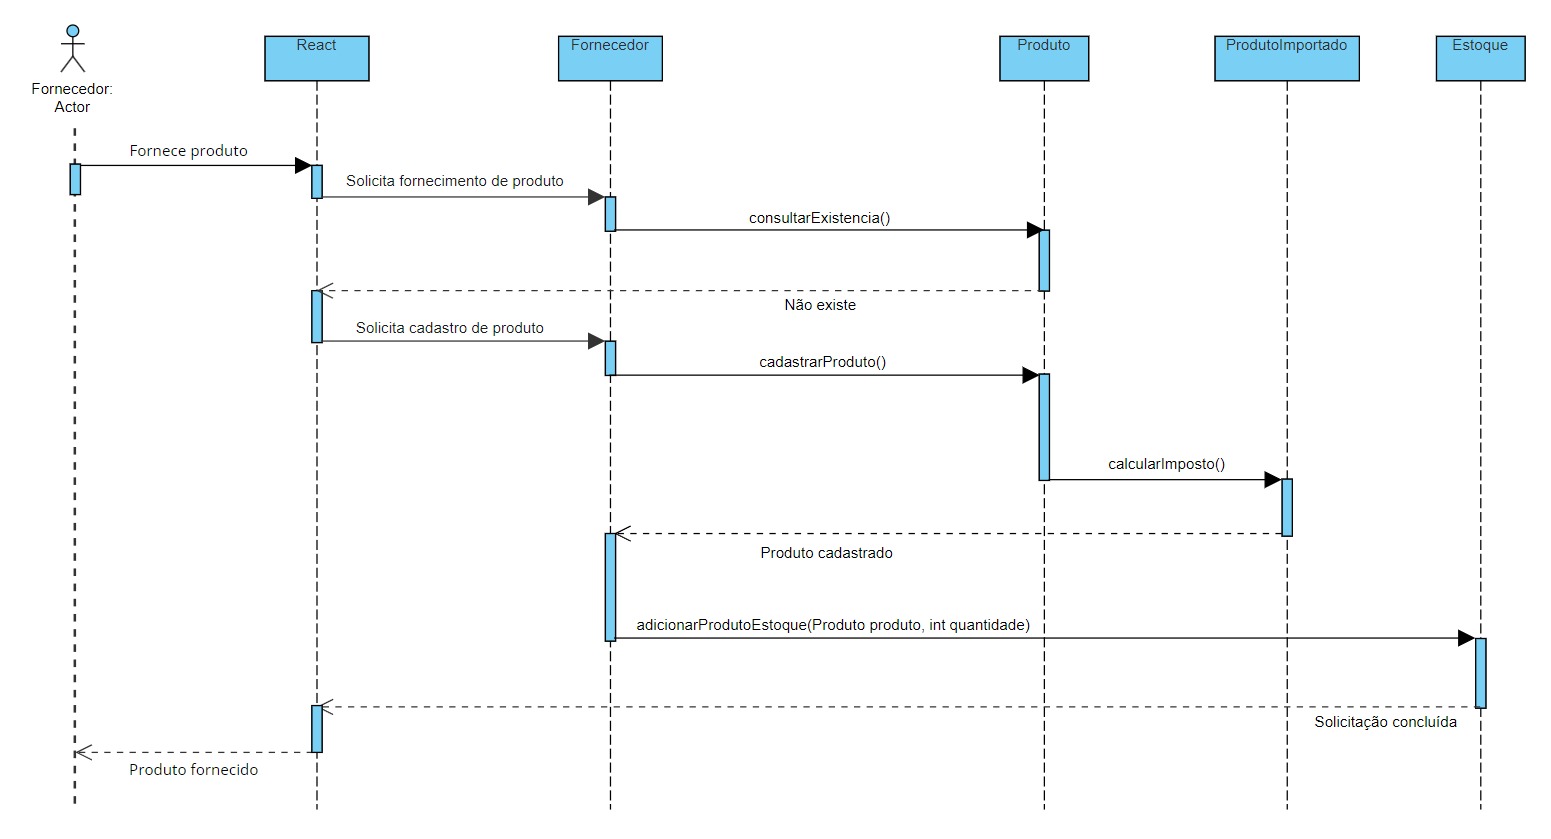 React
Fornecedor
Produto
ProdutoImportado
Estoque
Fornecedor:
Actor
Fornece produto
Solicita fornecimento de produto
consultarExistencia()
Não existe
Solicita cadastro de produto
cadastrarProduto()
calcularImposto()
Produto cadastrado
adicionarProdutoEstoque(Produto produto, int quantidade)
Solicitação concluída
Produto fornecido